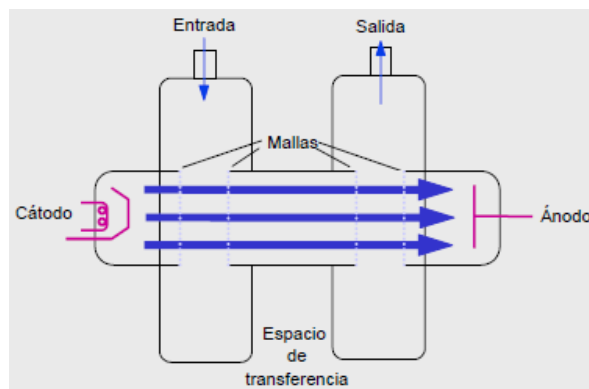 Entrada
Salida
Mallas
Cátodo
Ánodo
Espacio
de
transferencia